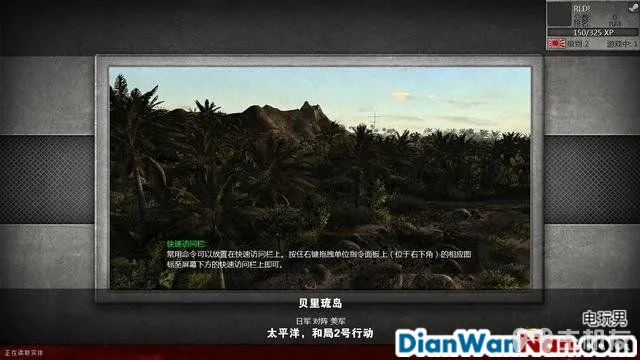 RLD!
150/325 XP
级别 2
游戏中: 1
快速访问栏:
常用命令可以放置在快速访问栏上。按住右键拖拽单位指令面板上（位于右下角）的相应图
标至屏幕下方的快速访问栏上即可。
贝里琉岛
日军 对阵 美军
太平洋，和局2号行动
正在读取实体
电玩男
DianWanNan.com